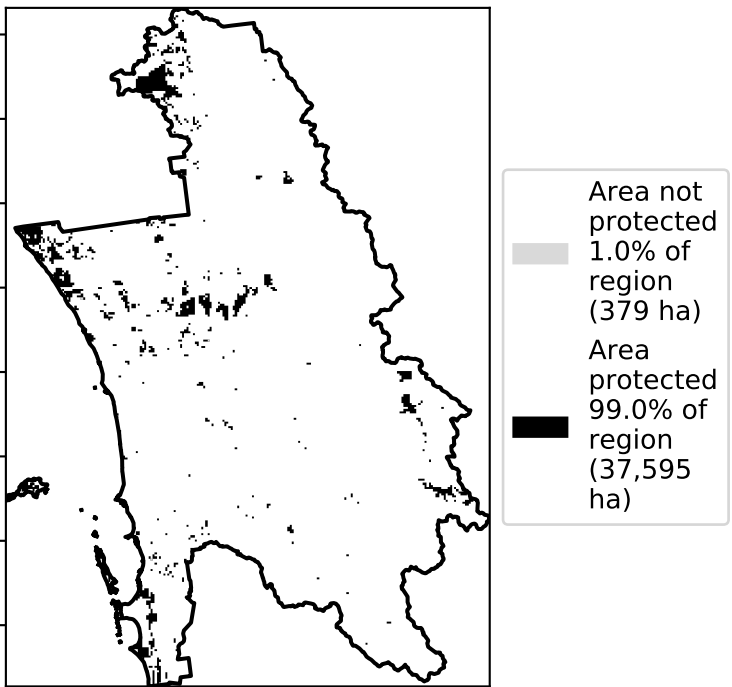 Area not
protected
1.0% of
region
(379 ha)
Area
protected
99.0% of
region
(37,595
ha)